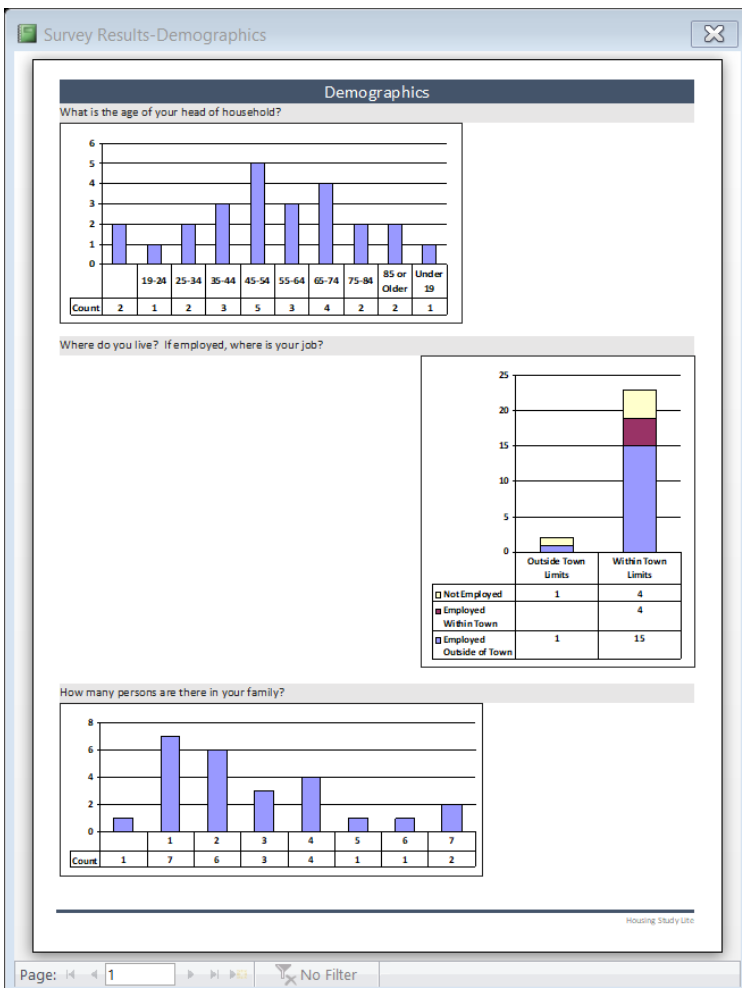 Survey Results-Demographics
Demographics
What is the age of your head of household?
6
5
4
3
2
1
0
19-24 25-34 35-44 45-54 55-64 65-74 75-84 85 or Older Under 19
Count 2 1 2 3 5 3 4 2 2 1
Where do you live? If employed, where is your job?
25
20
15
10
5
0
Outside Town Limits Within Town Limits
Not Employed 1 4
Employed Within Town 4
Employed Outside of Town 1 15
How many persons are there in your family?
8
6
4
2
0
1 2 3 4 5 6 7
Count 1 7 6 3 4 1 1 2
Housing Study Lite
Page: 1 No Filter